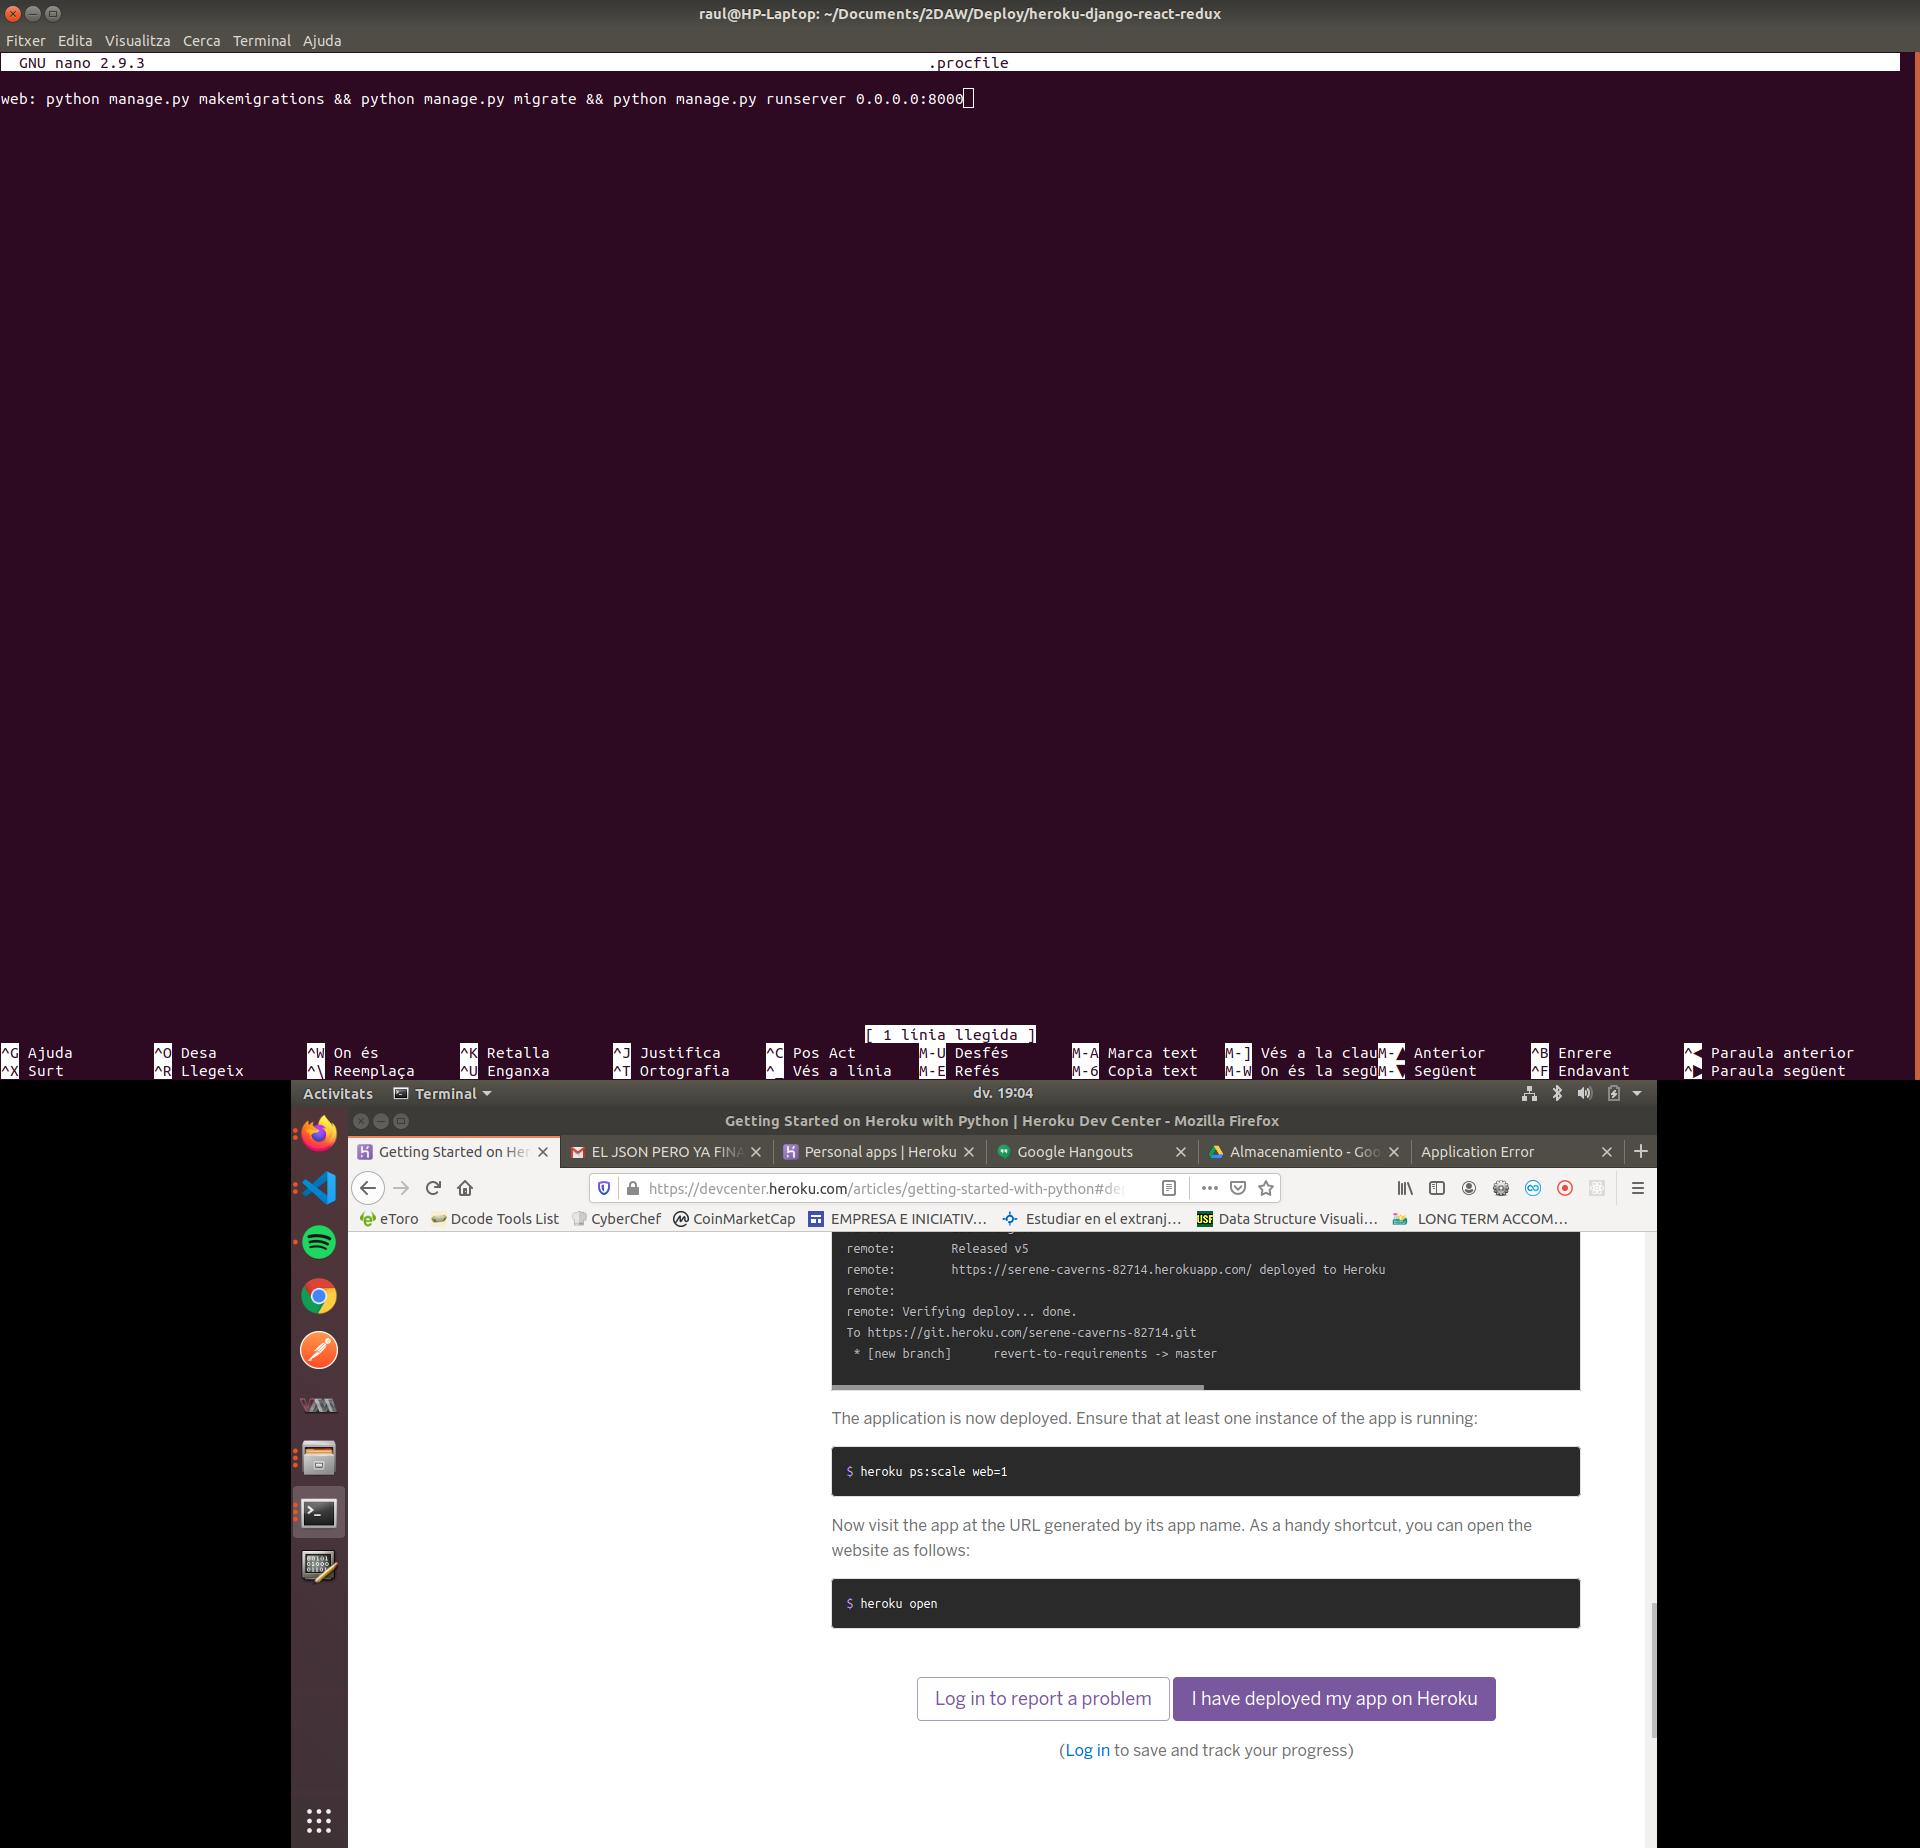 raul@HP-Laptop: ~/Documents/2DAW/Deploy/heroku-django-react-redux
Fitxer Edita Visualitza Cerca Terminal Ajuda
GNU nano 2.9.3 .procfile
web: python manage.py makemigrations && python manage.py migrate && python manage.py runserver 0.0.0.0:8000
[ 1 línia llegida ]
^G Ajuda ^O Desa ^W On és ^K Retalla ^J Justifica ^C Pos Act M-U Desfés M-A Marca text M-] Vés a la clau M-▲ Anterior ^B Enrere ^◀ Paraula anterior
^X Surt ^R Llegeix ^\ Reemplaça ^U Enganxa ^T Ortografia ^_ Vés a línia M-E Refés M-6 Copia text M-W On és la segü M-▼ Següent ^F Endavant ^▶ Paraula següent
Activitats Terminal dv. 19:04
Getting Started on Heroku with Python | Heroku Dev Center - Mozilla Firefox
Getting Started on Her EL JSON PERO YA FINA Personal apps | Heroku Google Hangouts Almacenamiento - Goo Application Error
https://devcenter.heroku.com/articles/getting-started-with-python#de
eToro Dcode Tools List CyberChef CoinMarketCap EMPRESA E INICIATIV… Estudiar en el extranj… USF Data Structure Visuali… LONG TERM ACCOM…
remote: Released v5
remote: https://serene-caverns-82714.herokuapp.com/ deployed to Heroku
remote:
remote: Verifying deploy... done.
To https://git.heroku.com/serene-caverns-82714.git
* [new branch] revert-to-requirements -> master
The application is now deployed. Ensure that at least one instance of the app is running:
$ heroku ps:scale web=1
Now visit the app at the URL generated by its app name. As a handy shortcut, you can open the
website as follows:
$ heroku open
Log in to report a problem I have deployed my app on Heroku
(Log in to save and track your progress)